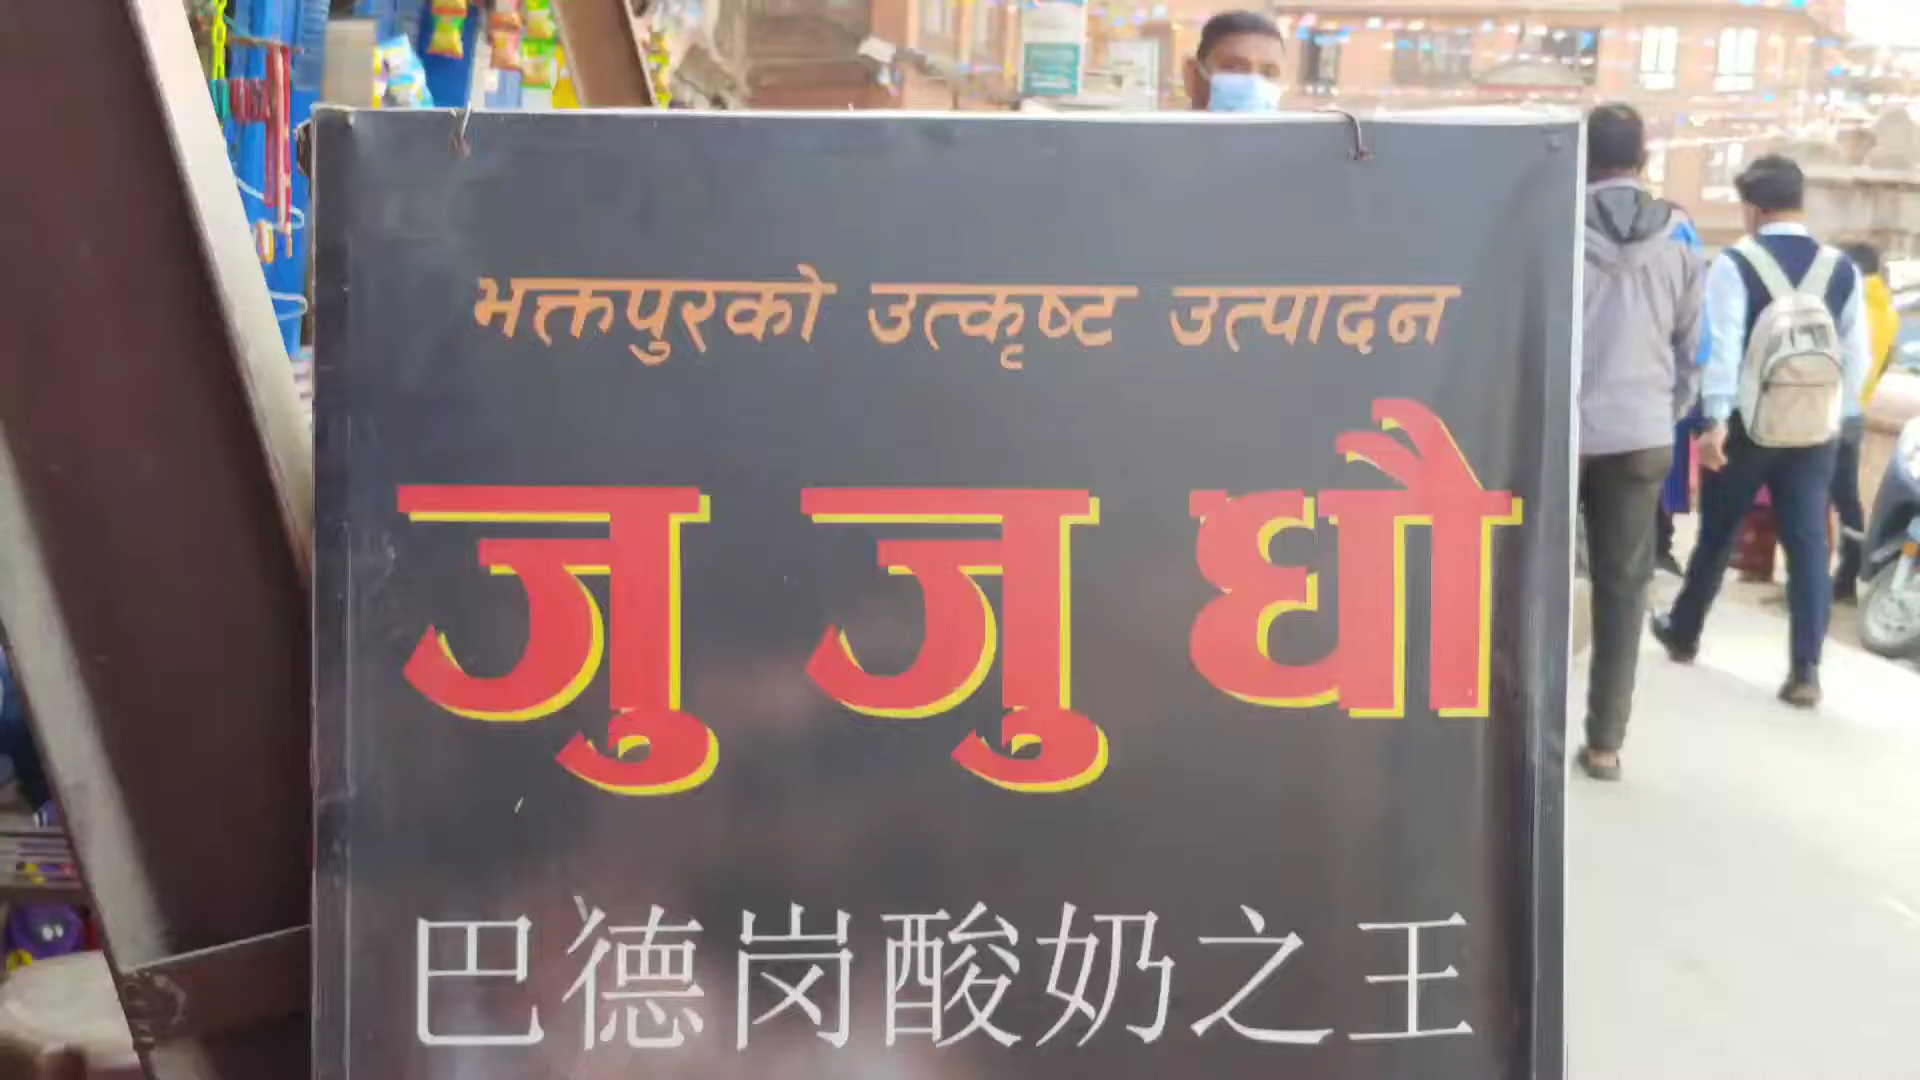 भक्तपुरको उत्कृष्ट उत्पादन
जु जु धौ
巴德岗酸奶之王